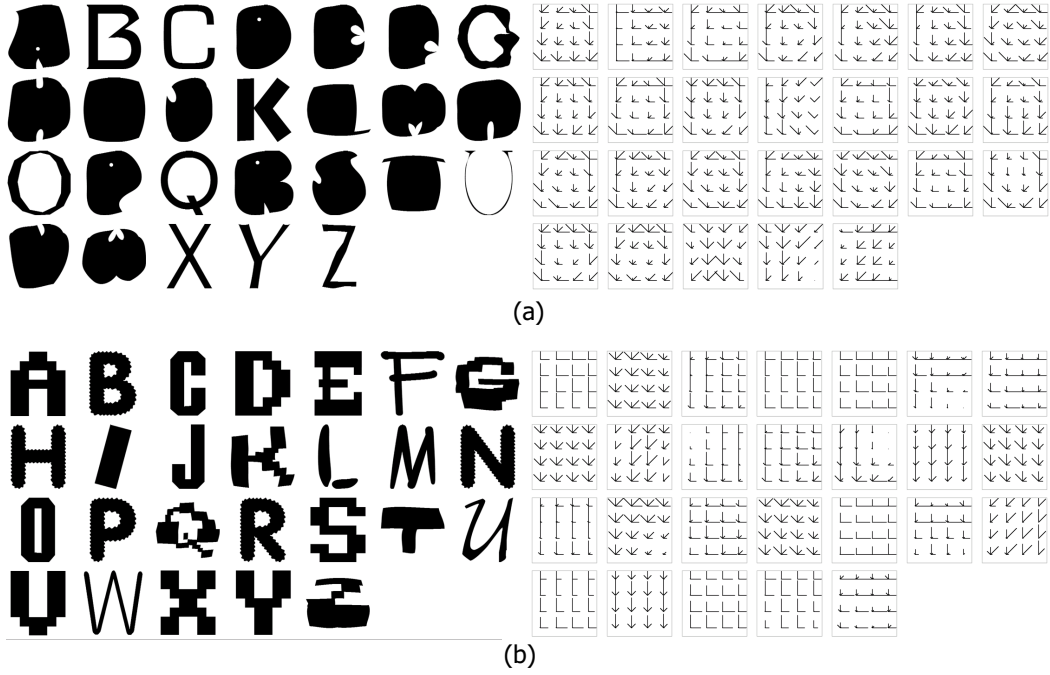 A B C D E F G
H I J K L M N
O P Q R S T U
V W X Y Z
(a)
A B C D E F G
H I J K L M N
O P Q R S T U
V W X Y Z
(b)